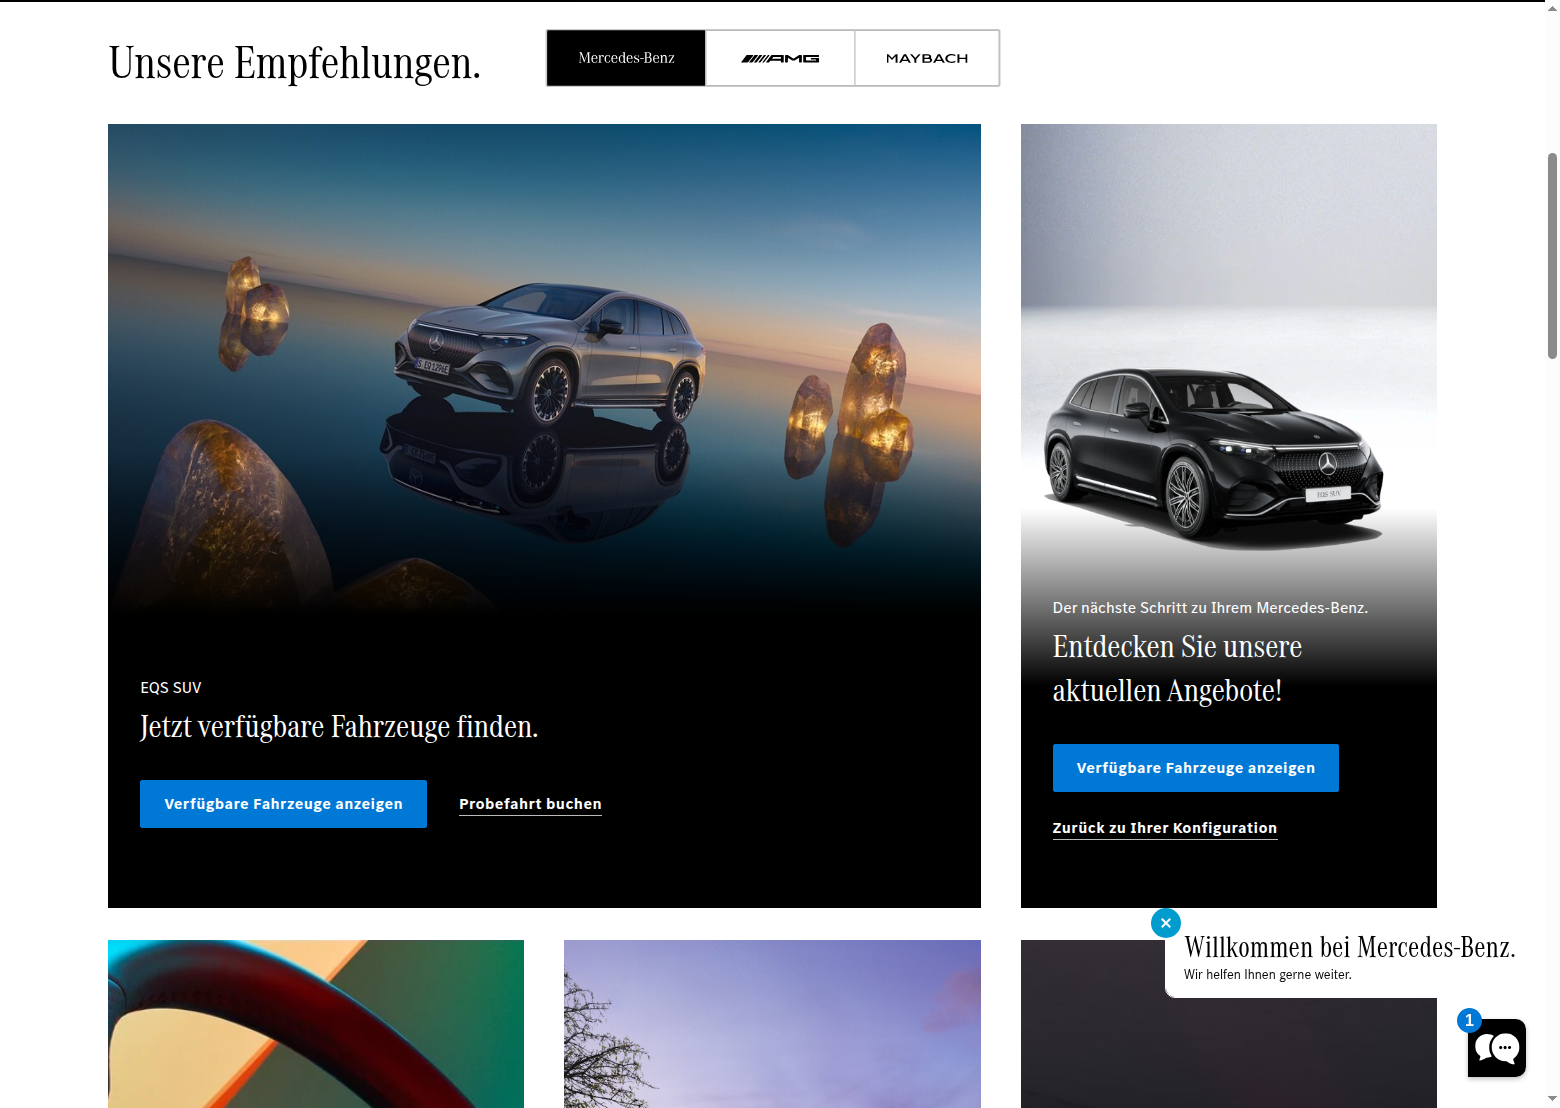 Unsere Empfehlungen.
Mercedes-Benz
AMG
MAYBACH
EQS SUV
EQS SUV
Jetzt verfügbare Fahrzeuge finden.
Verfügbare Fahrzeuge anzeigen
Probefahrt buchen
Der nächste Schritt zu Ihrem Mercedes-Benz.
Entdecken Sie unsere
aktuellen Angebote!
Verfügbare Fahrzeuge anzeigen
Zurück zu Ihrer Konfiguration
Willkommen bei Mercedes-Benz.
Wir helfen Ihnen gerne weiter.
1